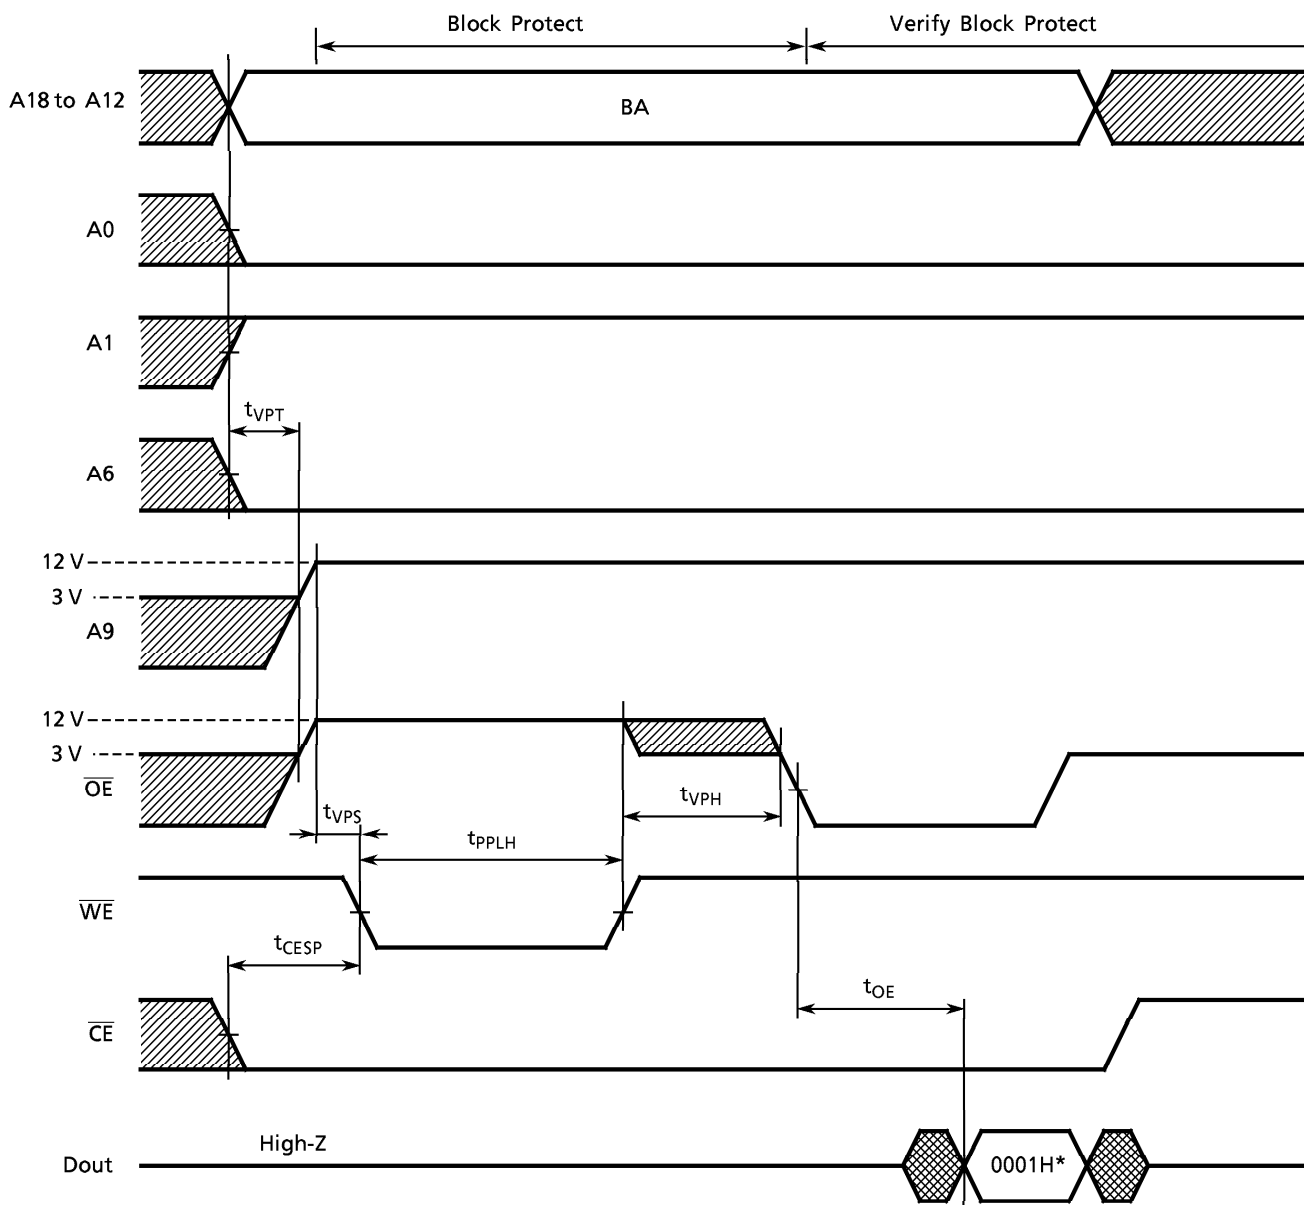 Block Protect
Verify Block Protect
A18 to A12
BA
A0
A1
tVPT
A6
12 V
3 V
A9
12 V
3 V
OE
tVPS
tVPH
tPPLH
WE
tCESP
tOE
CE
High-Z
Dout
0001H*